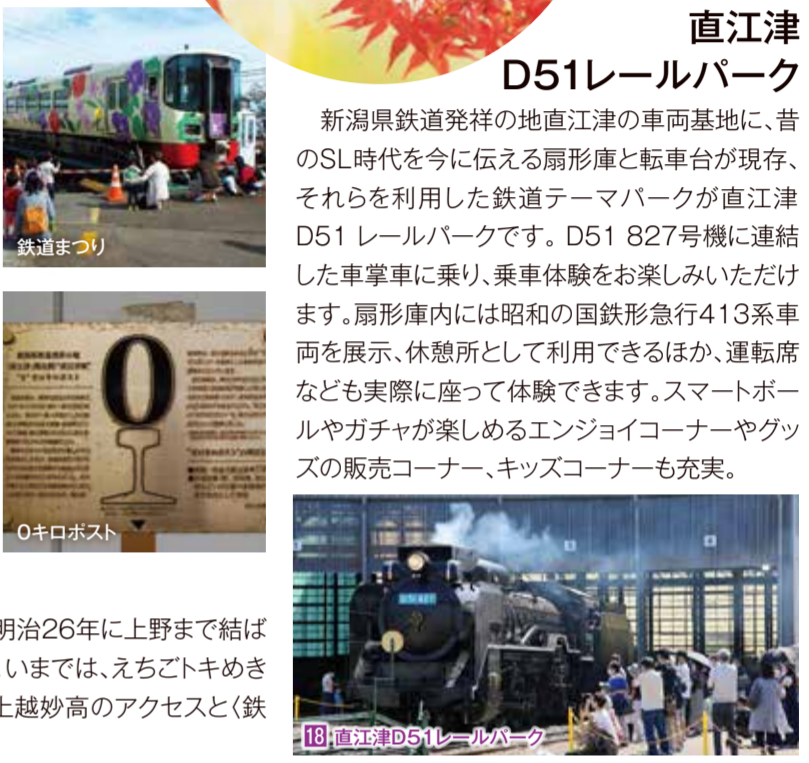 直江津
D51レールパーク
新潟県鉄道発祥の地直江津の車両基地に、昔
のSL時代を今に伝える扇形庫と転車台が現存、
それらを利用した鉄道テーマパークが直江津
D51 レールパークです。D51 827号機に連結
した車掌車に乗り、乗車体験をお楽しみいただけ
ます。扇形庫内には昭和の国鉄形急行413系車
両を展示、休憩所として利用できるほか、運転席
なども実際に座って体験できます。スマートボー
ルやガチャが楽しめるエンジョイコーナーやグッ
ズの販売コーナー、キッズコーナーも充実。
鉄道まつり
0
0キロポスト
明治26年に上野まで結ば
いまでは、えちごトキめき
上越妙高のアクセスと〈鉄
D51 827
18 直江津D51レールパーク